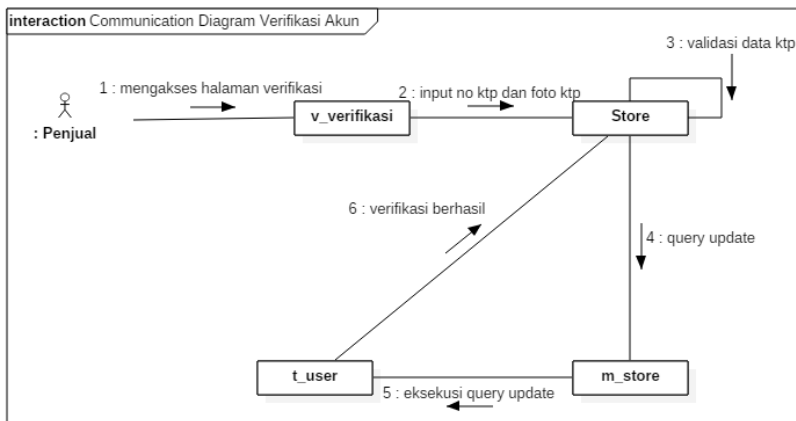 interaction Communication Diagram Verifikasi Akun
3 : validasi data ktp
1 : mengakses halaman verifikasi
2 : input no ktp dan foto ktp
v_verifikasi
Store
: Penjual
6 : verifikasi berhasil
4 : query update
t_user
m_store
5 : eksekusi query update